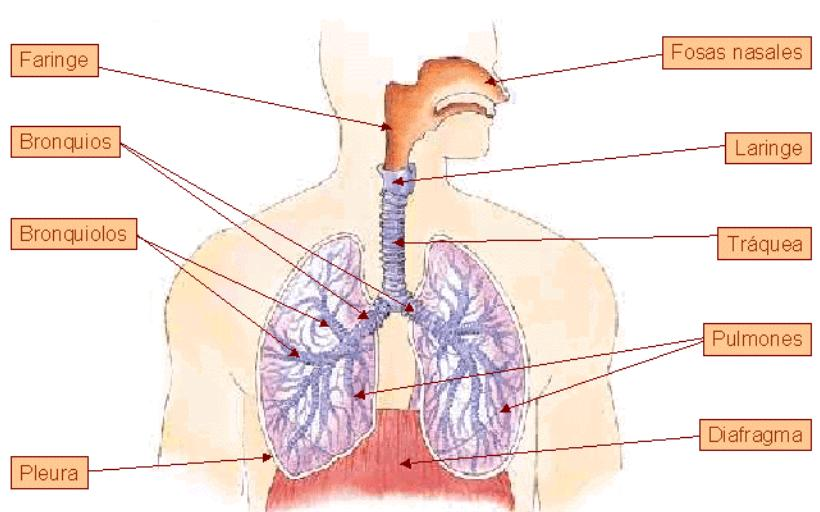 Faringe
Fosas nasales
Bronquios
Laringe
Bronquiolos
Tráquea
Pulmones
Diafragma
Pleura